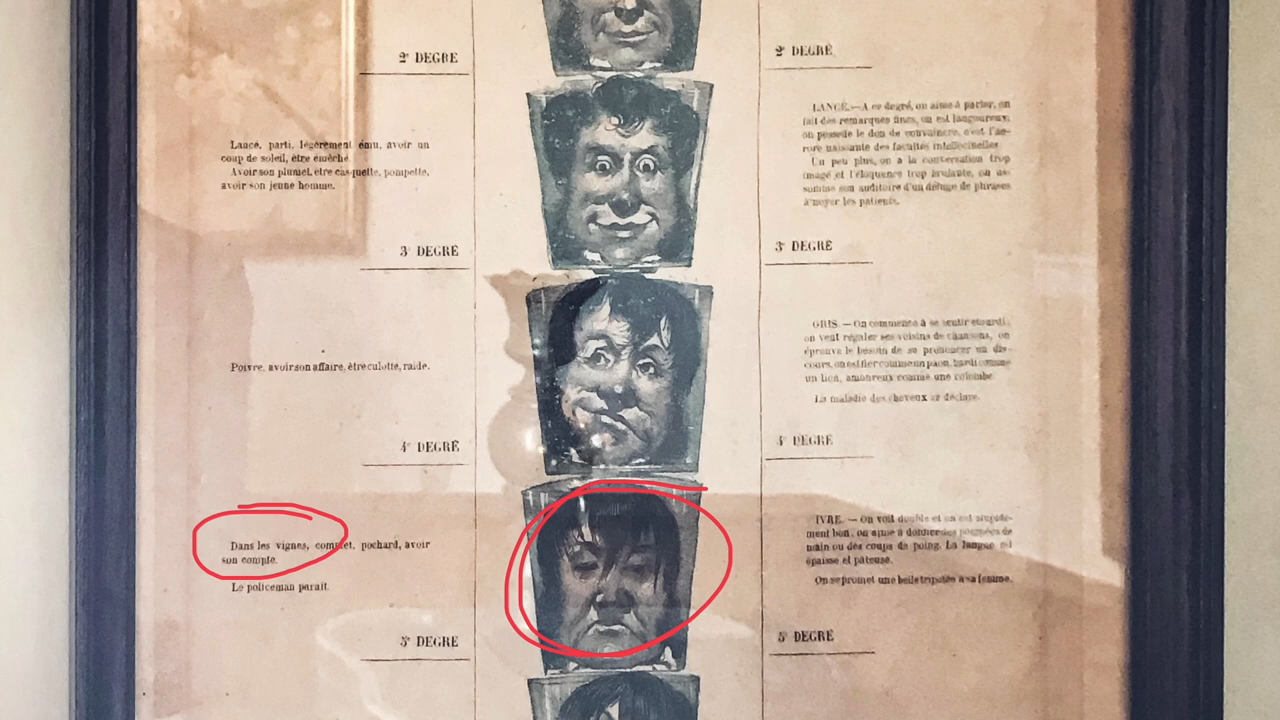 2e DEGRE
2e DEGRÉ
Lancé, parti, légèrement ému, avoir un
coup de soleil, être éméché.
Avoir son plumet, être casquette, pompette,
avoir son jeune homme.
LANCÉ.—A ce degré, on aime à parler, on
fait des remarques fines, on est langoureux,
on possède le don de convaincre, c'est l'au-
rore naissante des facultés intellectuelles
Un peu plus, on a la conversation trop
imagé et l'éloquence trop brulante, on as-
somme son auditoire d'un déluge de phrases
à noyer les patients.
3e DEGRÉ
3e DEGRÉ
Poivre, avoir son affaire, être culotté, raide.
GRIS. — On commence à se sentir étourdi,
on veut régaler ses voisins de chansons, on
éprouve le besoin de se prononcer un dis-
cours, on est fier comme un paon, hardi comme
un lion, amoureux comme une colombe
La maladie des cheveux se déclare.
4e DEGRÉ
4e DEGRÉ
Dans les vignes, complet, pochard, avoir
son compte.
Le policeman parait.
IVRE. — On voit double et on est stupide-
ment bon, on aime à donner des poignées de
main ou des coups de poing. La langue est
épaisse et pâteuse.
On se promet une belle tripotée à sa femme.
5e DEGRÉ
5e DEGRÉ